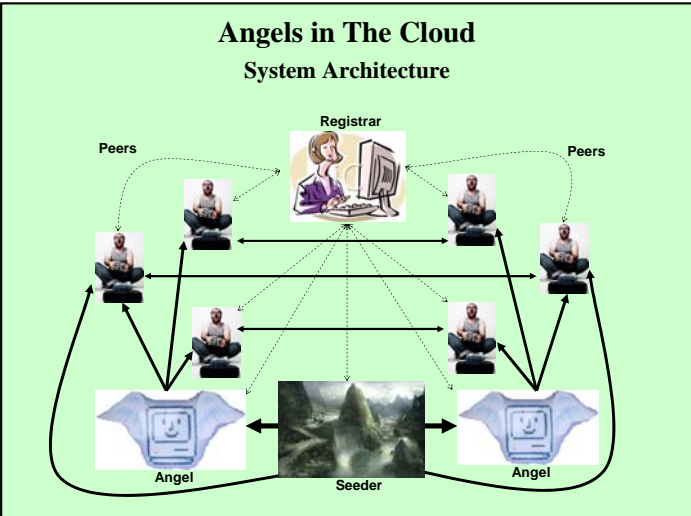 Angels in The Cloud
System Architecture
Registrar
Peers
Peers
Angel
Angel
Seeder